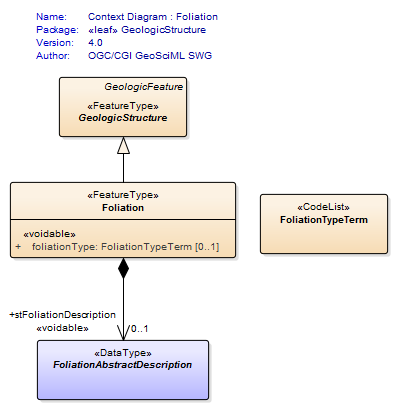 Name: Context Diagram : Foliation
Package: «leaf» GeologicStructure
Version: 4.0
Author: OGC/CGI GeoSciML SWG
GeologicFeature
«FeatureType»
GeologicStructure
«FeatureType»
Foliation
«voidable»
+ foliationType: FoliationTypeTerm [0..1]
«CodeList»
FoliationTypeTerm
+stFoliationDescription
«voidable» 0..1
«DataType»
FoliationAbstractDescription